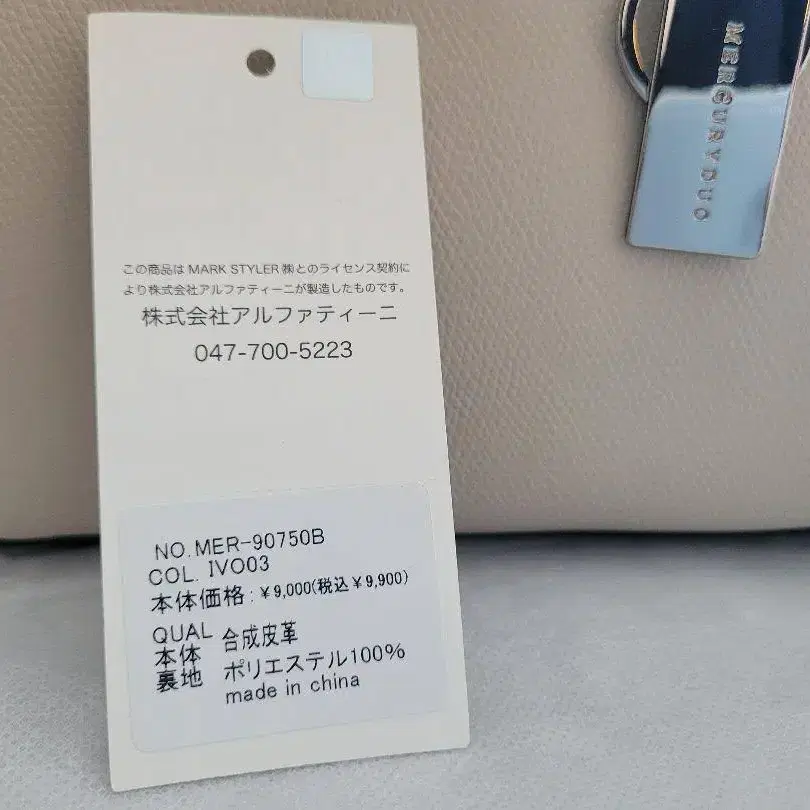 MERCURYDUO
この商品は MARK STYLER ㈱とのライセンス契約に
より株式会社アルファティーニが製造したものです。
株式会社アルファティーニ
047-700-5223
NO.MER-90750B
COL. IVO03
本体価格:￥9,000(税込￥9,900)
QUAL
本体 合成皮革
裏地 ポリエステル100%
made in china